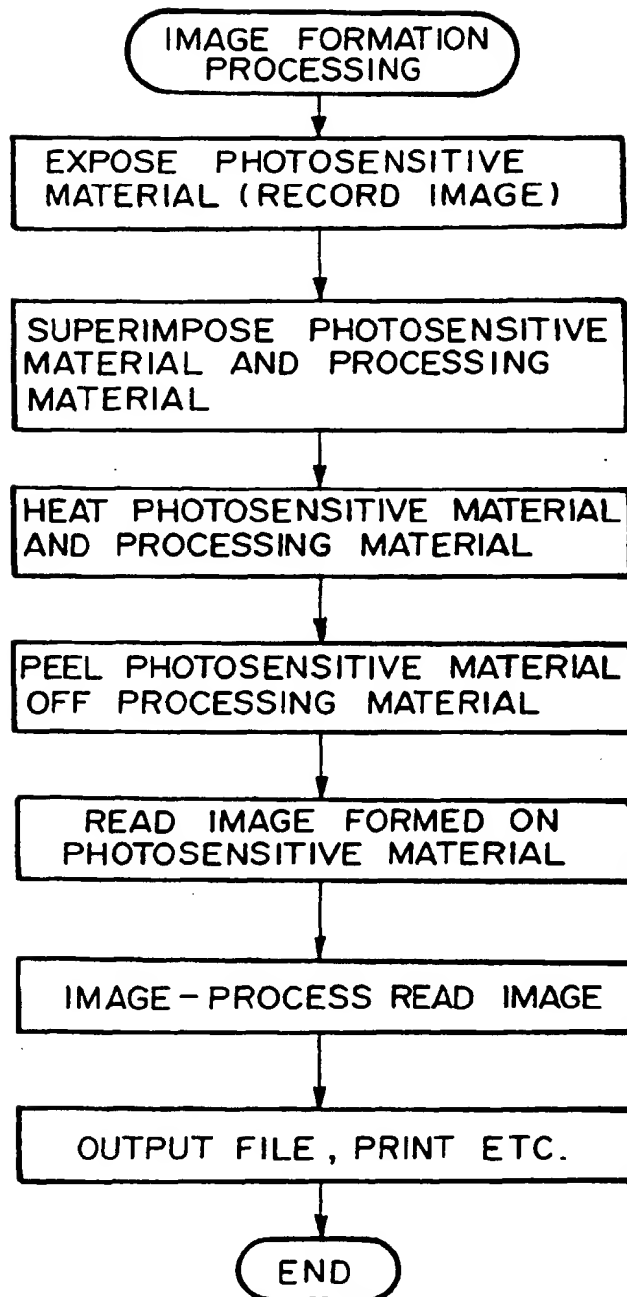 IMAGE FORMATION
PROCESSING
EXPOSE PHOTOSENSITIVE
MATERIAL (RECORD IMAGE)
SUPERIMPOSE PHOTOSENSITIVE
MATERIAL AND PROCESSING
MATERIAL
HEAT PHOTOSENSITIVE MATERIAL
AND PROCESSING MATERIAL
PEEL PHOTOSENSITIVE MATERIAL
OFF PROCESSING MATERIAL
READ IMAGE FORMED ON
PHOTOSENSITIVE MATERIAL
IMAGE-PROCESS READ IMAGE
OUTPUT FILE, PRINT ETC.
END